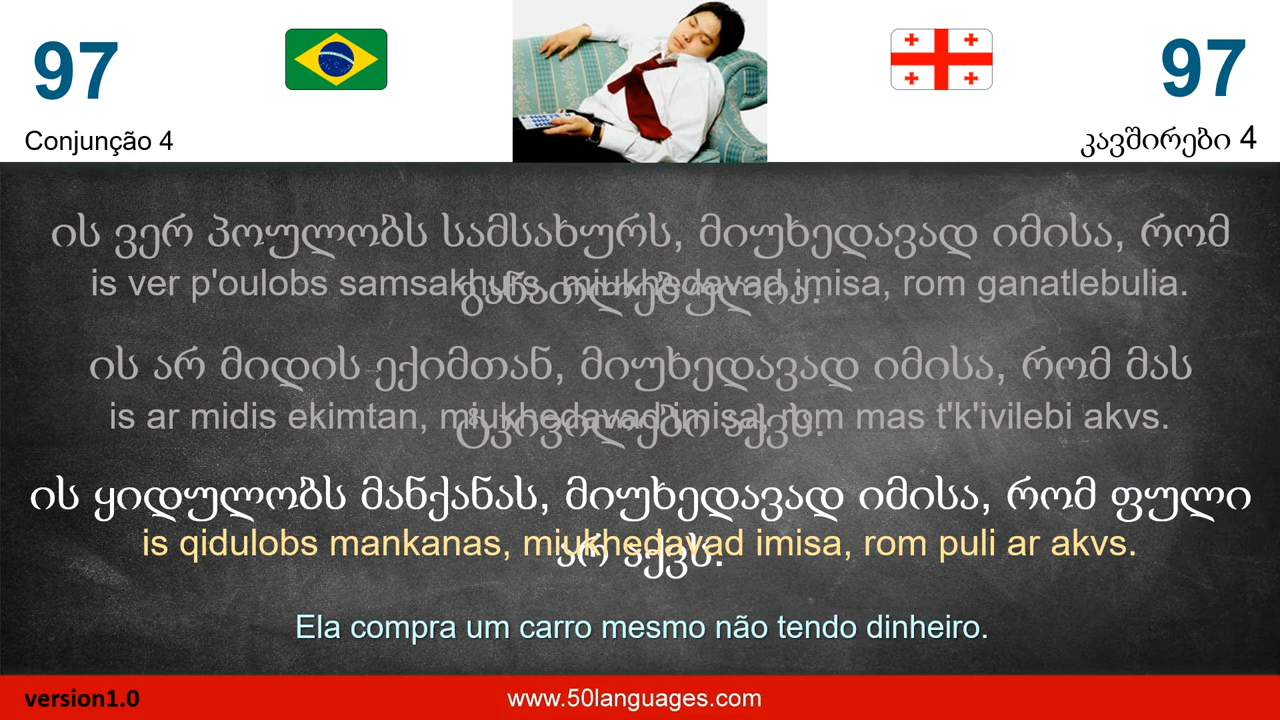 97
97
Conjunção 4
კავშირები 4
ის ვერ პოულობს სამსახურს, მიუხედავად იმისა, რომ
განათლებულია.
is ver p'oulobs samsakhurs, miukhedavad imisa, rom ganatlebulia.
ის არ მიდის ექიმთან, მიუხედავად იმისა, რომ მას
ტკივილები აქვს.
is ar midis ekimtan, miukhedavad imisa, rom mas t'k'ivilebi akvs.
ის ყიდულობს მანქანას, მიუხედავად იმისა, რომ ფული
არ აქვს.
is qidulobs mankanas, miukhedavad imisa, rom puli ar akvs.
Ela compra um carro mesmo não tendo dinheiro.
version1.0
www.50languages.com